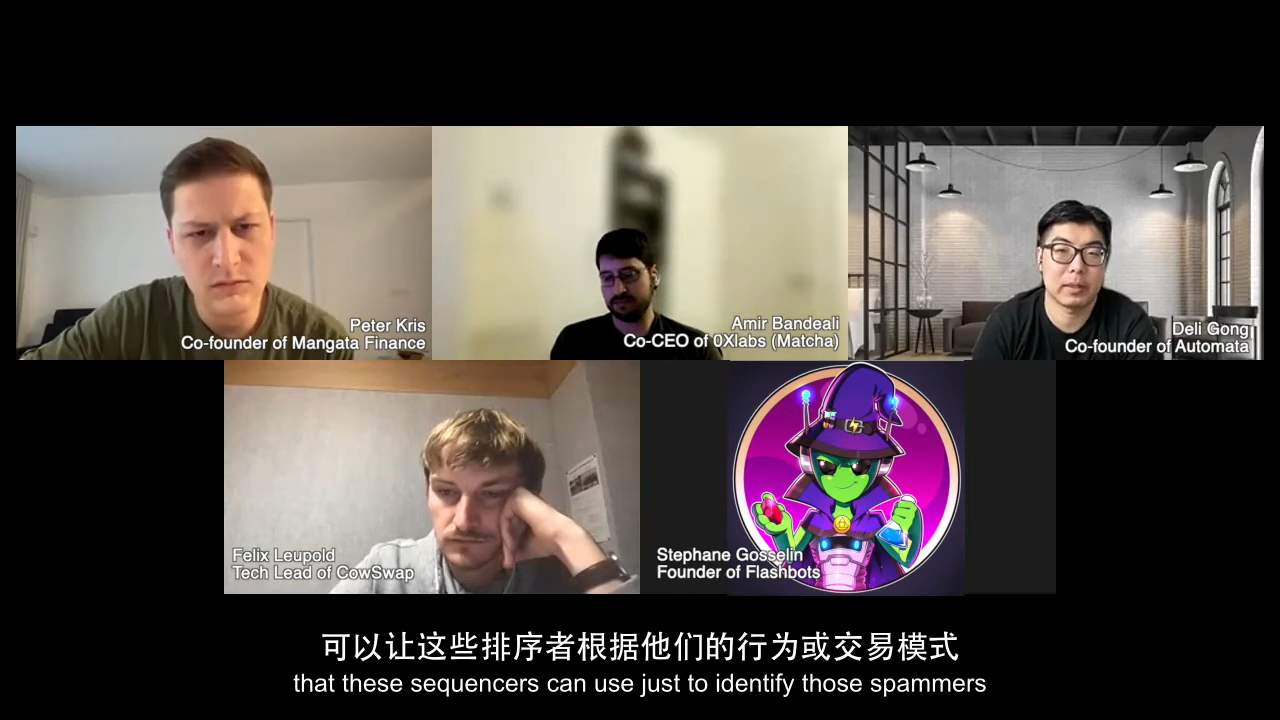 Peter Kris
Co-founder of Mangata Finance
Amir Bandeali
Co-CEO of 0Xlabs (Matcha)
Deli Gong
Co-founder of Automata
Felix Leupold
Tech Lead of CowSwap
Stephane Gosselin
Founder of Flashbots
可以让这些排序者根据他们的行为或交易模式
that these sequencers can use just to identify those spammers